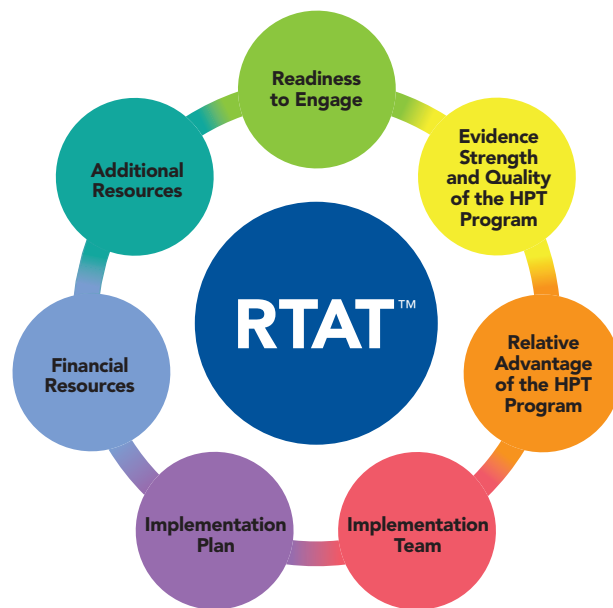 Readiness
to Engage
Evidence
Strength
and Quality
of the HPT
Program
Relative
Advantage
of the HPT
Program
Implementation
Team
Implementation
Plan
Financial
Resources
Additional
Resources
RTAT™